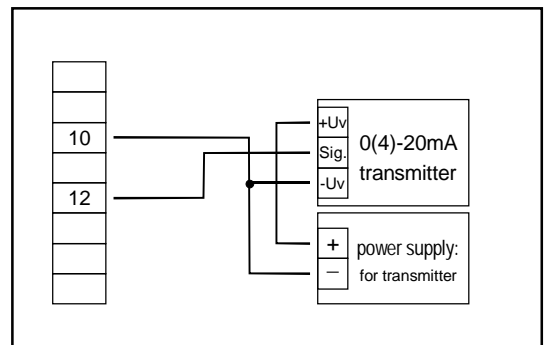 10
12
+Uv
Sig.
-Uv
0(4)-20mA
transmitter
+
−
power supply:
for transmitter